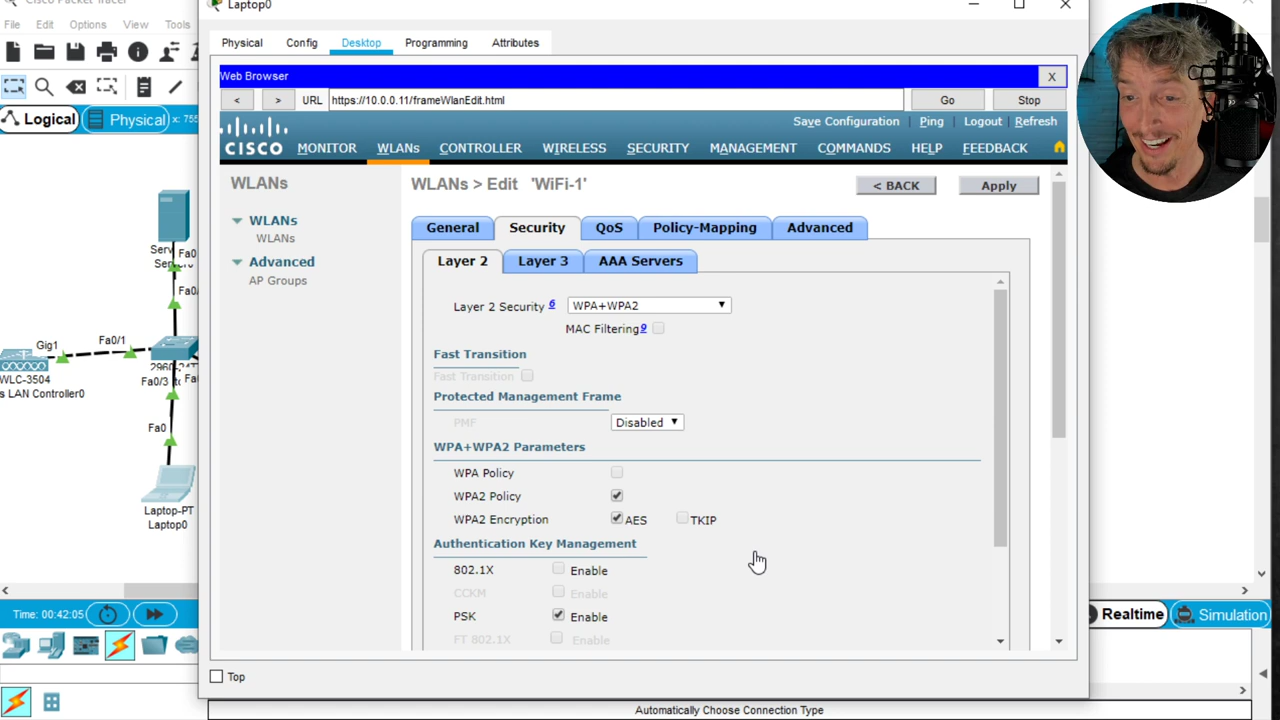 Cisco Packet Tracer
Laptop0
File Edit Options View Tools
Physical Config Desktop Programming Attributes
Web Browser X
< > URL https://10.0.0.11/frameWlanEdit.html Go Stop
Logical Physical x: 755
Save Configuration Ping Logout Refresh
CISCO MONITOR WLANs CONTROLLER WIRELESS SECURITY MANAGEMENT COMMANDS HELP FEEDBACK
WLANs
WLANs > Edit 'WiFi-1' < BACK Apply
WLANs
WLANs
Advanced
AP Groups
General Security QoS Policy-Mapping Advanced
Layer 2 Layer 3 AAA Servers
Layer 2 Security 6 WPA+WPA2
MAC Filtering 9
Fast Transition
Fast Transition
Protected Management Frame
PMF Disabled
WPA+WPA2 Parameters
WPA Policy
WPA2 Policy
WPA2 Encryption AES TKIP
Authentication Key Management
802.1X Enable
CCKM Enable
PSK Enable
FT 802.1X Enable
Fa0
Fa0/
Gig1 Fa0/1
WLC-3504
s LAN Controller0
Fa0/3
Fa0
Laptop-PT
Laptop0
Time: 00:42:05
Realtime Simulation
Top
Automatically Choose Connection Type